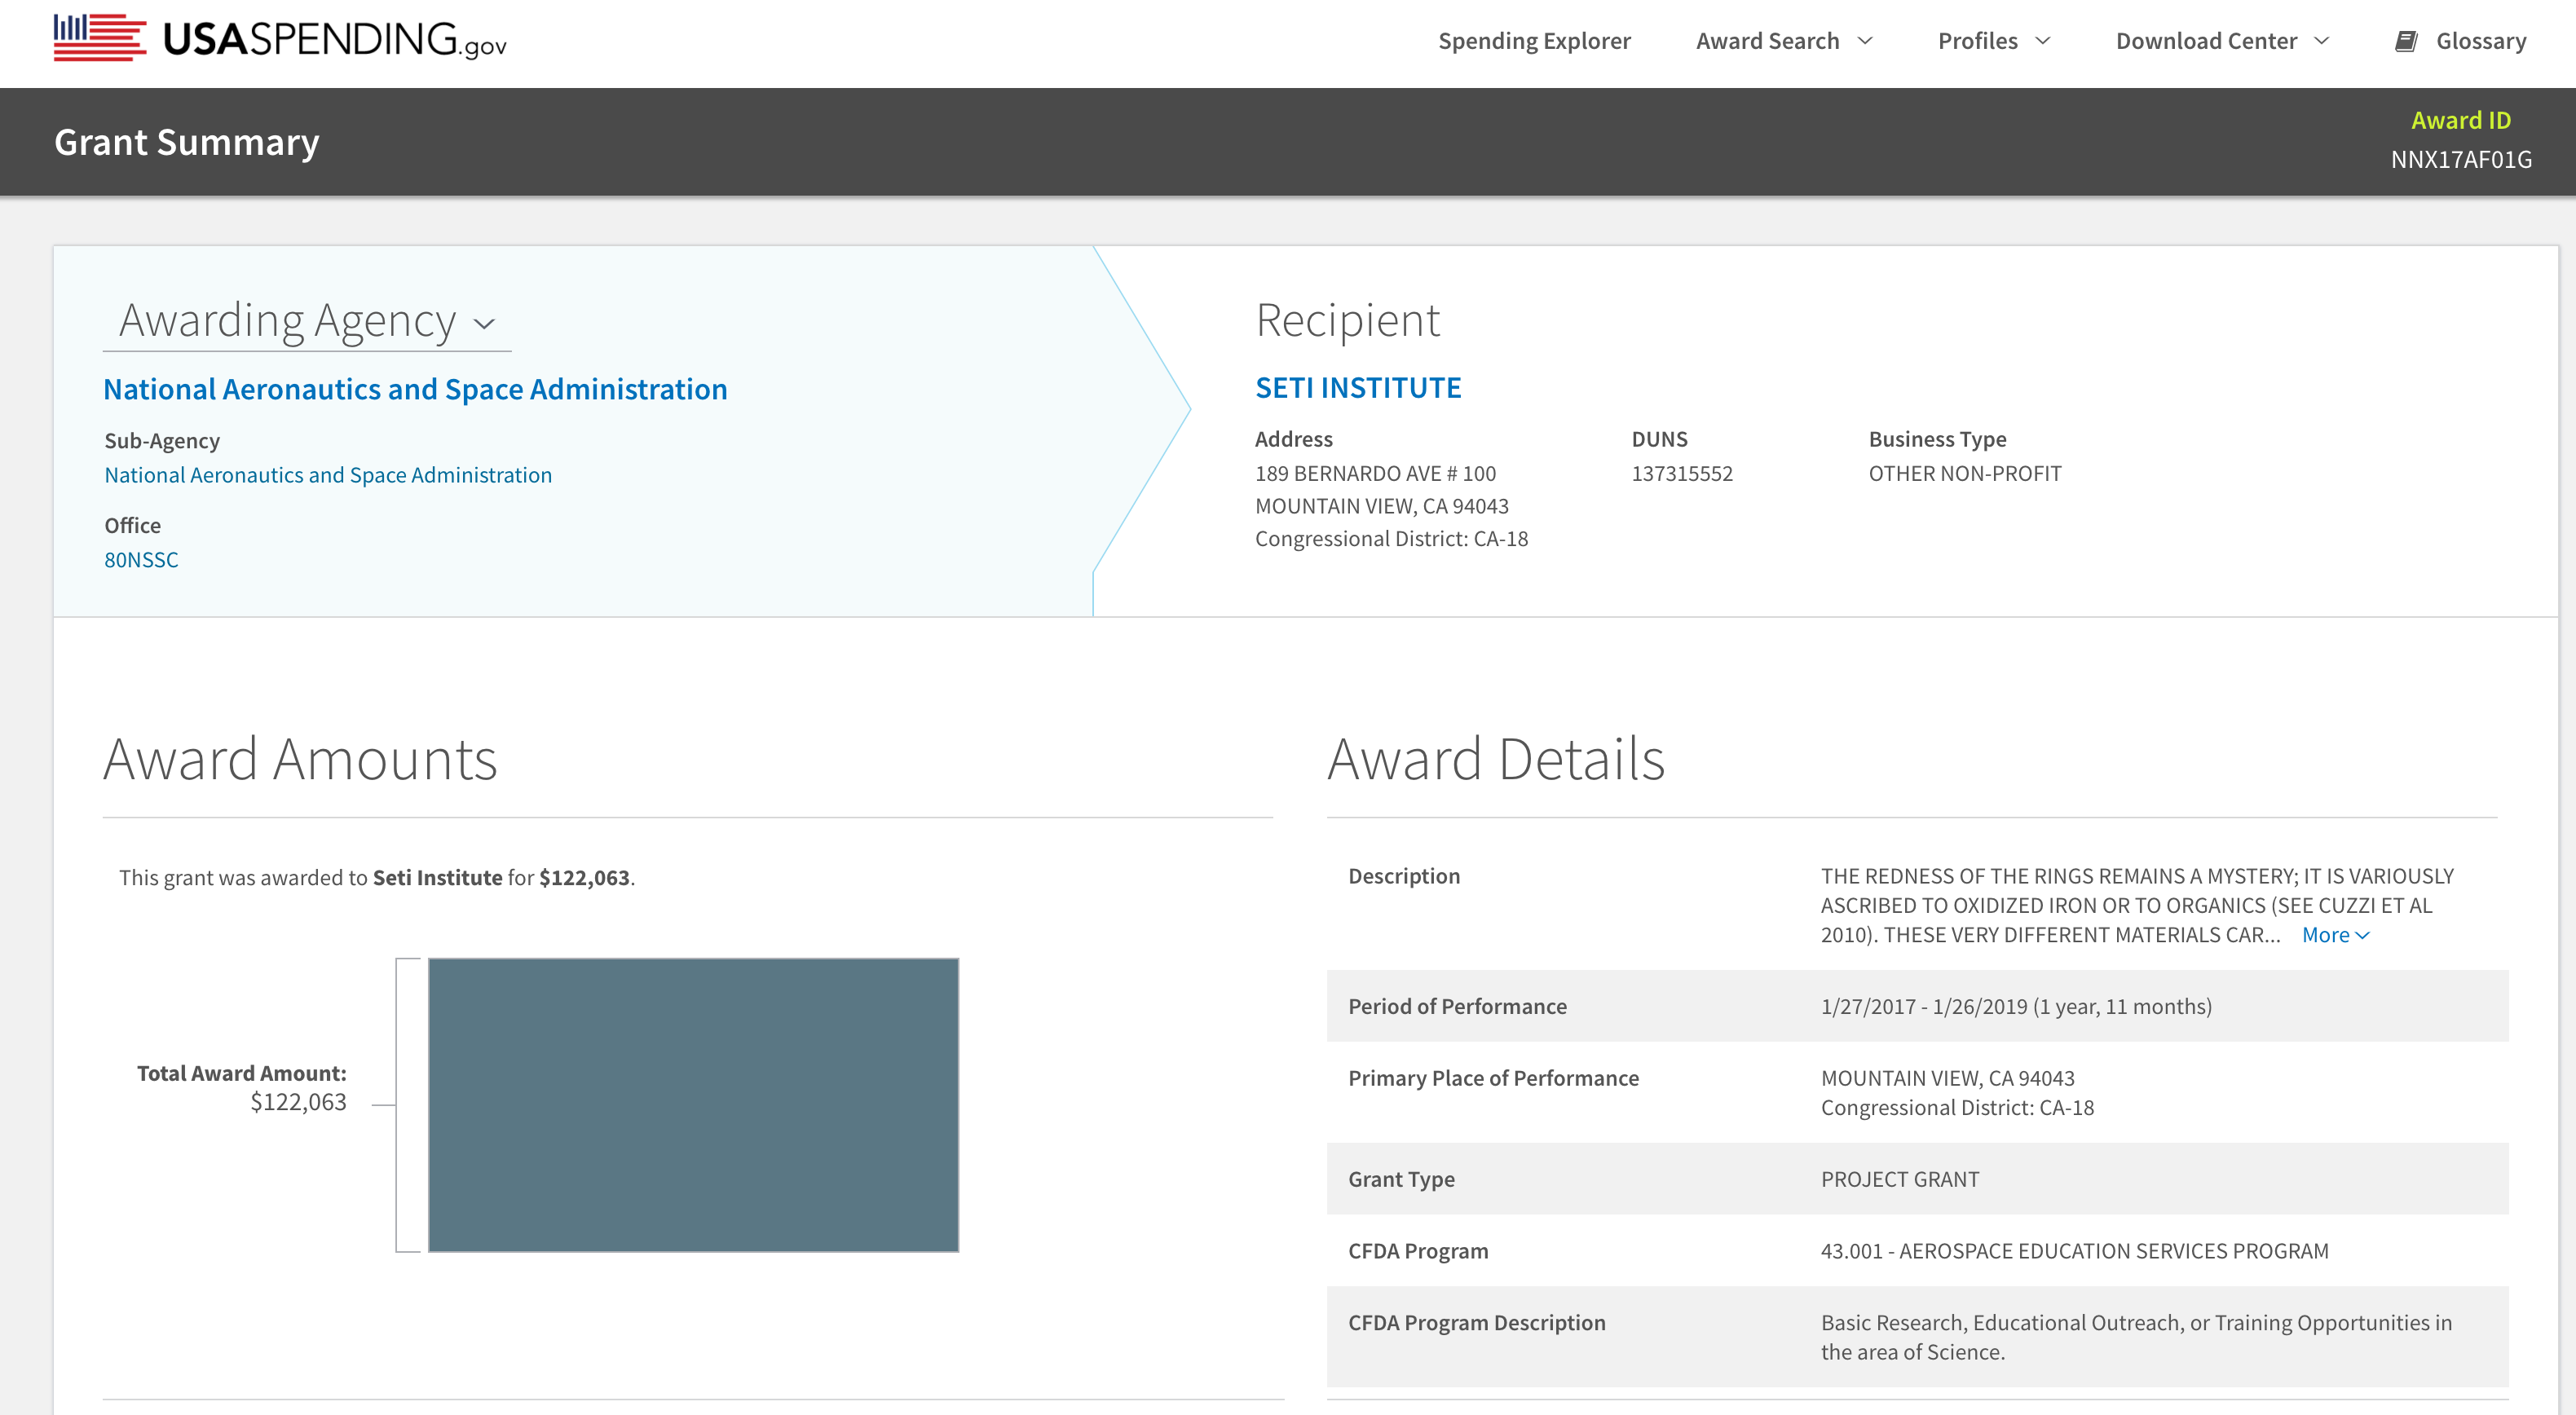 USASPENDING.gov
Spending Explorer
Award Search
Profiles
Download Center
Glossary
Grant Summary
Award ID
NNX17AF01G
Awarding Agency
National Aeronautics and Space Administration
Sub-Agency
National Aeronautics and Space Administration
Office
80NSSC
Recipient
SETI INSTITUTE
Address
189 BERNARDO AVE # 100
MOUNTAIN VIEW, CA 94043
Congressional District: CA-18
DUNS
137315552
Business Type
OTHER NON-PROFIT
Award Amounts
This grant was awarded to Seti Institute for $122,063.
Total Award Amount:
$122,063
Award Details
Description
THE REDNESS OF THE RINGS REMAINS A MYSTERY; IT IS VARIOUSLY
ASCRIBED TO OXIDIZED IRON OR TO ORGANICS (SEE CUZZI ET AL
2010). THESE VERY DIFFERENT MATERIALS CAR... More
Period of Performance
1/27/2017 - 1/26/2019 (1 year, 11 months)
Primary Place of Performance
MOUNTAIN VIEW, CA 94043
Congressional District: CA-18
Grant Type
PROJECT GRANT
CFDA Program
43.001 - AEROSPACE EDUCATION SERVICES PROGRAM
CFDA Program Description
Basic Research, Educational Outreach, or Training Opportunities in
the area of Science.